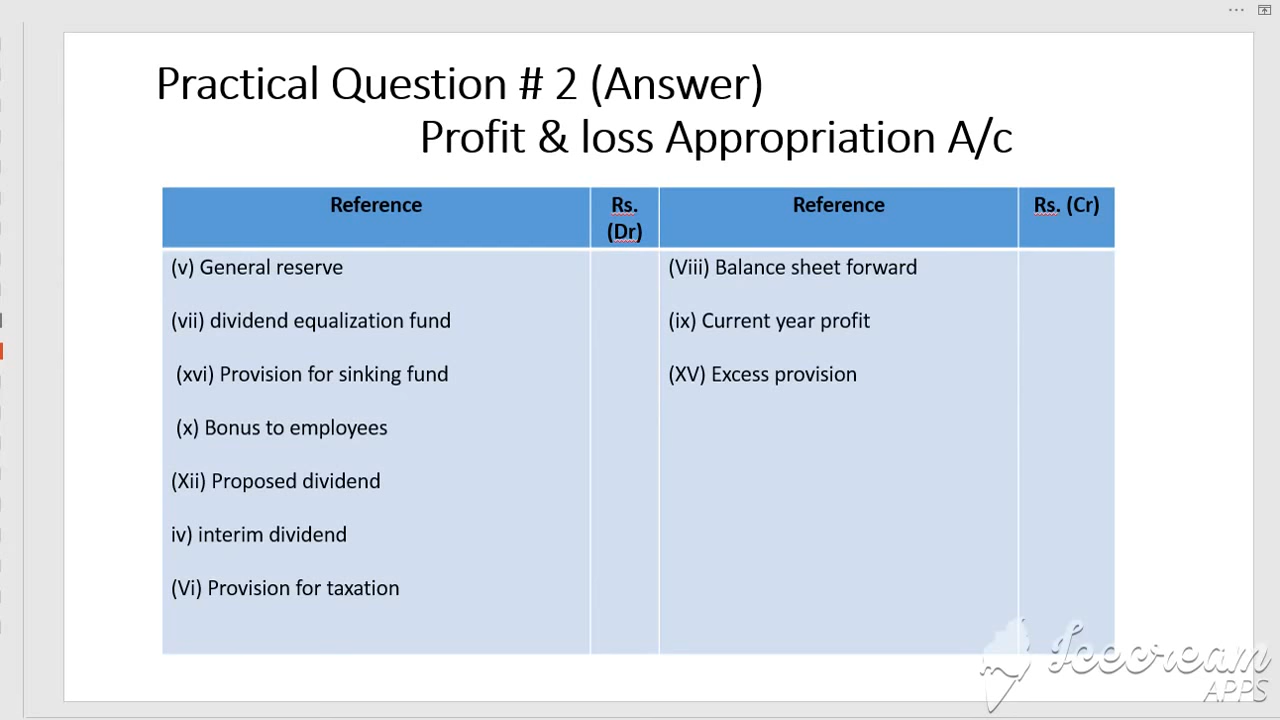 Practical Question # 2 (Answer)
Profit & loss Appropriation A/c
Reference
Rs.
(Dr)
Reference
Rs. (Cr)
(v) General reserve
(vii) dividend equalization fund
(xvi) Provision for sinking fund
(x) Bonus to employees
(Xii) Proposed dividend
iv) interim dividend
(Vi) Provision for taxation
(Viii) Balance sheet forward
(ix) Current year profit
(XV) Excess provision
Icecream
APPS